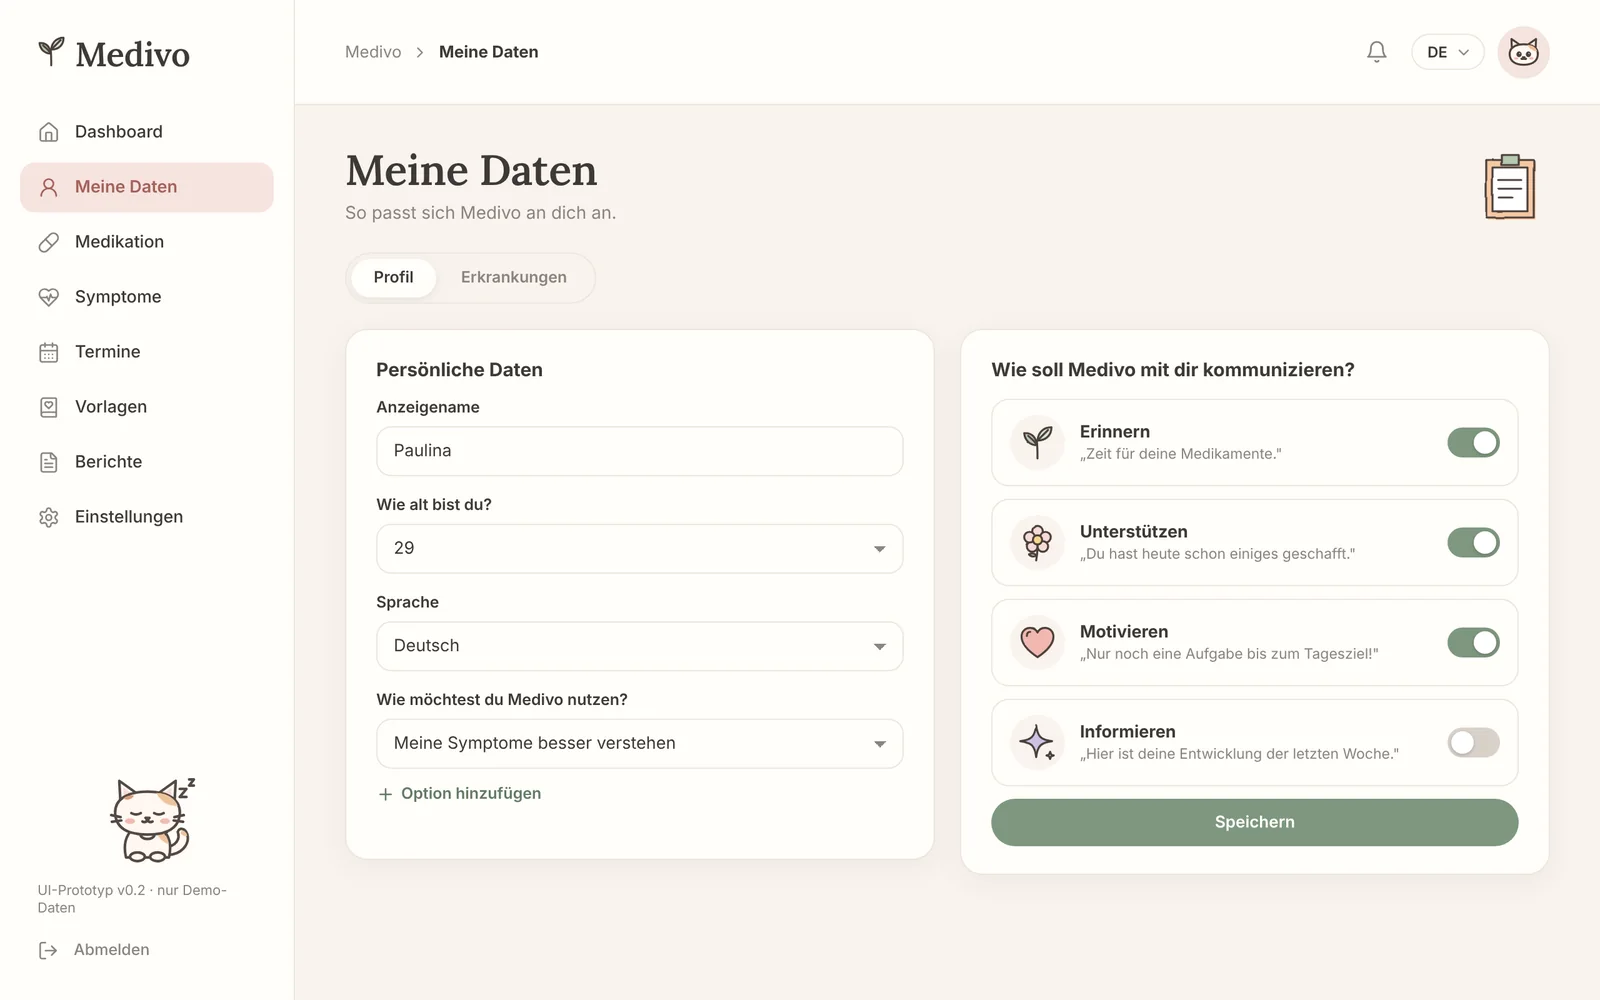 Medivo
Dashboard
Meine Daten
Medikation
Symptome
Termine
Vorlagen
Berichte
Einstellungen
z z
UI-Prototyp v0.2 · nur Demo-
Daten
Abmelden
Medivo > Meine Daten
DE
Meine Daten
So passt sich Medivo an dich an.
Profil Erkrankungen
Persönliche Daten
Anzeigename
Paulina
Wie alt bist du?
29
Sprache
Deutsch
Wie möchtest du Medivo nutzen?
Meine Symptome besser verstehen
+ Option hinzufügen
Wie soll Medivo mit dir kommunizieren?
Erinnern
„Zeit für deine Medikamente."
Unterstützen
„Du hast heute schon einiges geschafft."
Motivieren
„Nur noch eine Aufgabe bis zum Tagesziel!"
Informieren
„Hier ist deine Entwicklung der letzten Woche."
Speichern